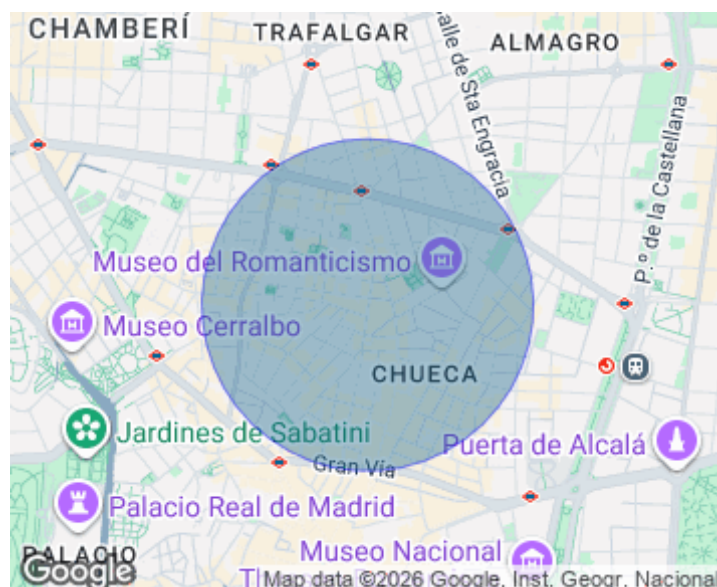 CHAMBERÍ
TRAFALGAR
ALMAGRO
alle de Sta Engracia
P.º de la Castellana
Museo del Romanticismo
Museo Cerralbo
CHUECA
Jardines de Sabatini
Puerta de Alcalá
Gran Vía
Palacio Real de Madrid
PALACIO
Museo Nacional
Google
Map data ©2026 Google, Inst. Geogr. Nacional